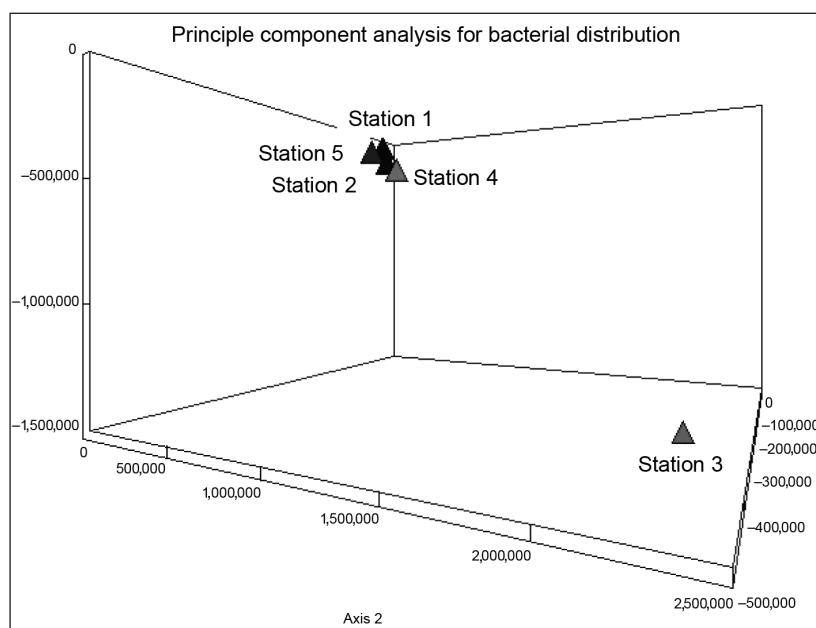 Principle component analysis for bacterial distribution
0
–500,000
–1,000,000
–1,500,000
Station 1
Station 5
Station 2
Station 4
Station 3
0
500,000
1,000,000
1,500,000
2,000,000
2,500,000
0
–100,000
–200,000
–300,000
–400,000
–500,000
Axis 2